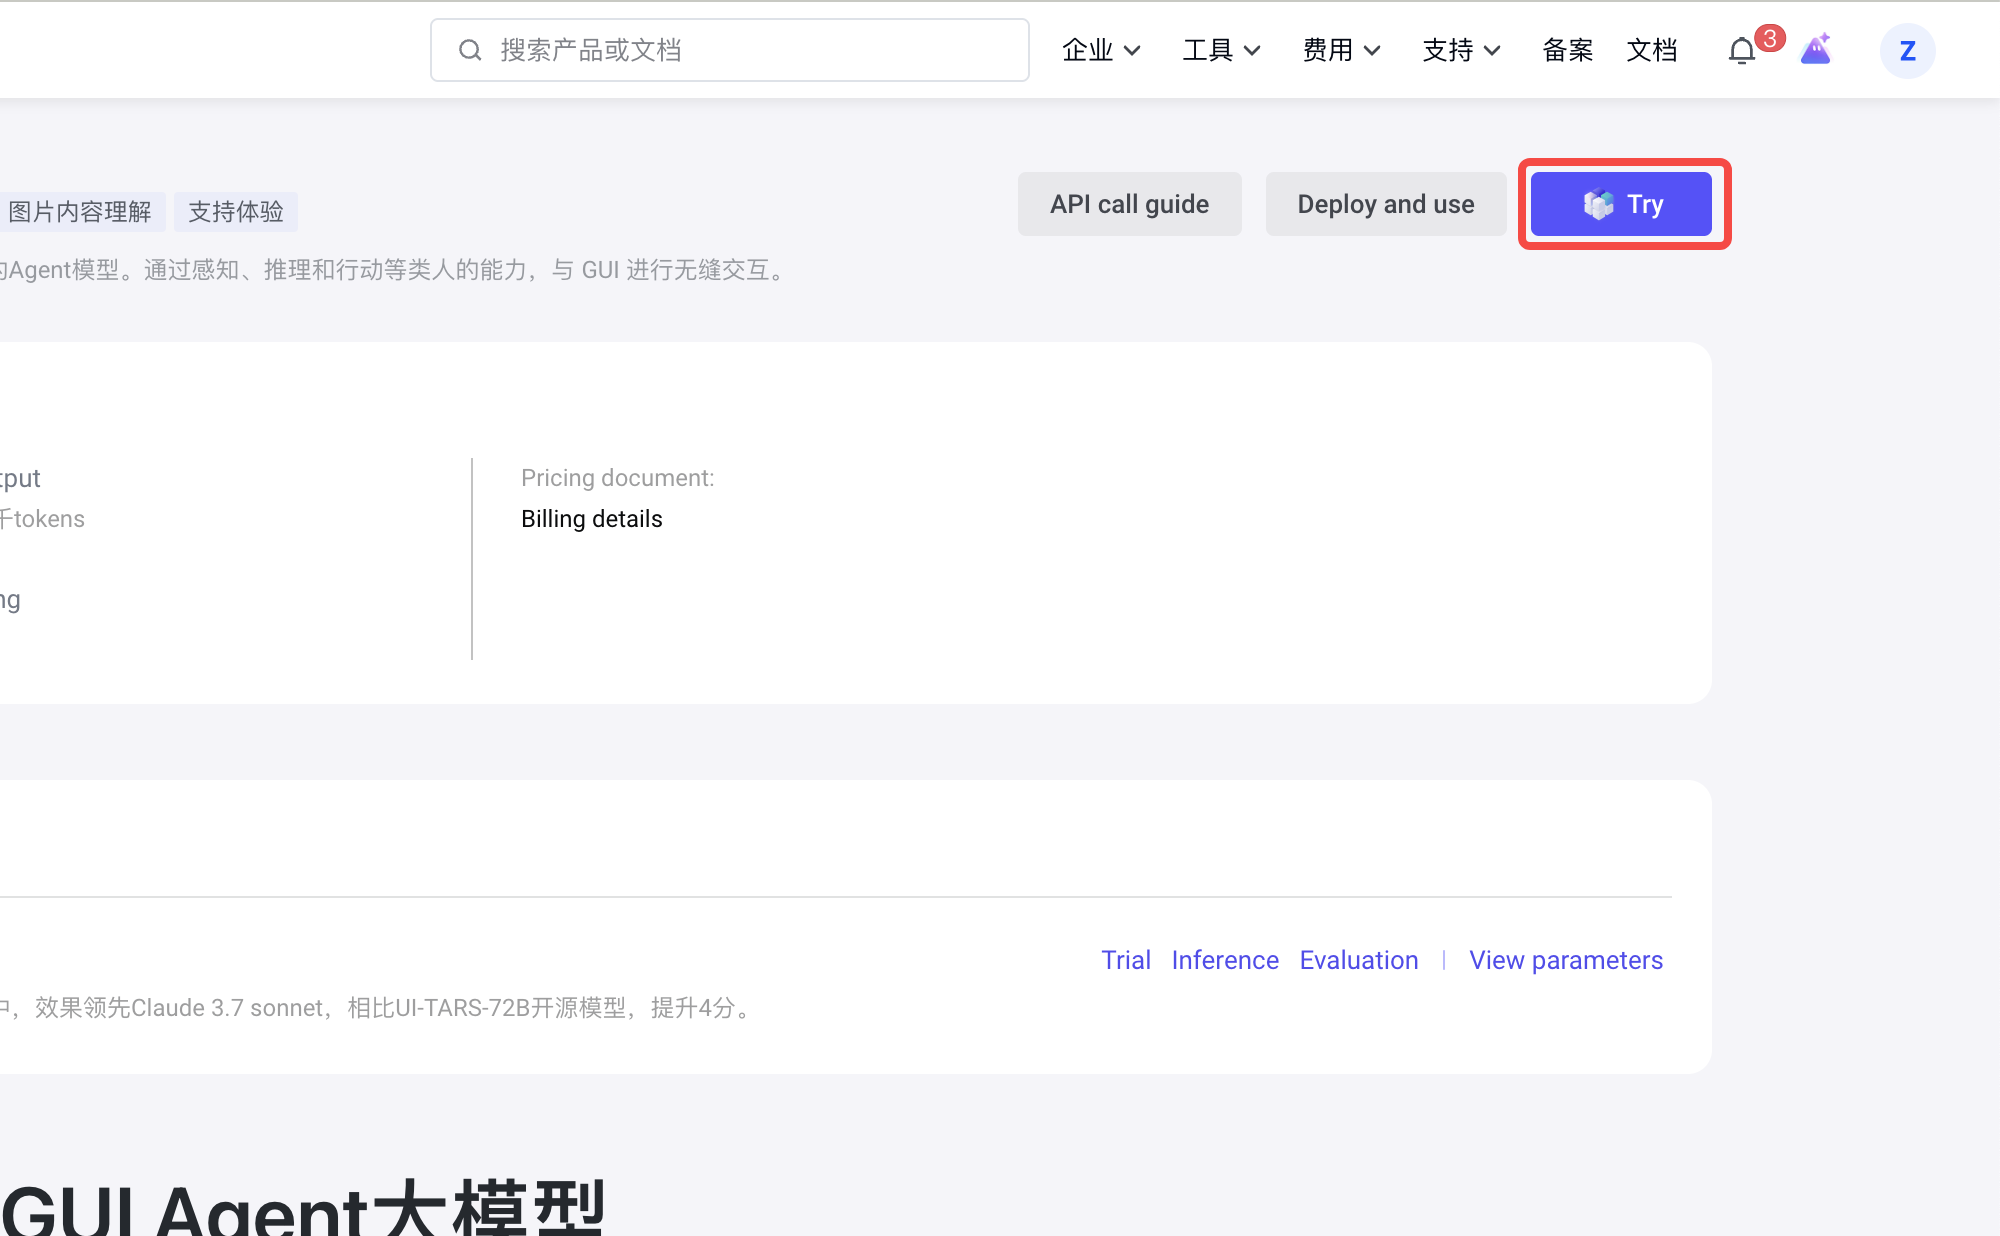 搜索产品或文档
企业 工具 费用 支持 备案 文档 3 Z
API call guide Deploy and use Try
图片内容理解 支持体验
Agent模型。通过感知、推理和行动等类人的能力，与 GUI 进行无缝交互。
tput
千tokens
ng
Pricing document:
Billing details
Trial Inference Evaluation | View parameters
中，效果领先Claude 3.7 sonnet，相比UI-TARS-72B开源模型，提升4分。
GUI Agent大模型